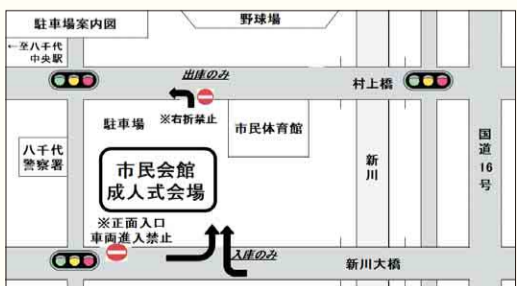 駐車場案内図
野球場
←至八千代
中央駅
出庫のみ
村上橋
※右折禁止
駐車場
市民体育館
八千代
警察署
新川
国道16号
市民会館
成人式会場
※正面入口
車両進入禁止
入庫のみ
新川大橋